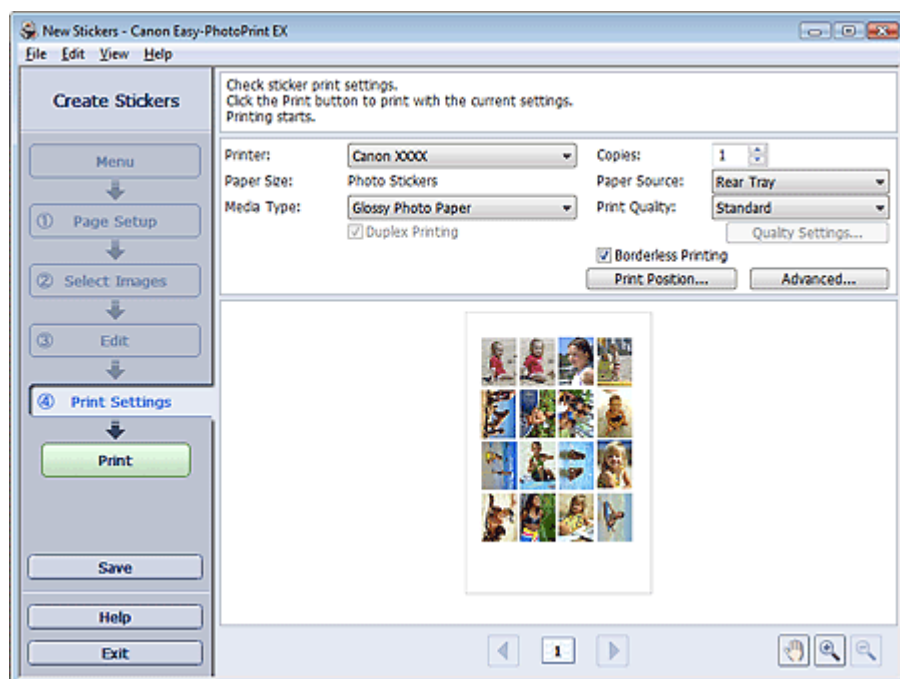 New Stickers - Canon Easy-PhotoPrint EX
File Edit View Help
Create Stickers
Menu
① Page Setup
② Select Images
③ Edit
④ Print Settings
Print
Save
Help
Exit
Check sticker print settings.
Click the Print button to print with the current settings.
Printing starts.
Printer: Canon XXXX Copies: 1
Paper Size: Photo Stickers Paper Source: Rear Tray
Media Type: Glossy Photo Paper Print Quality: Standard
Duplex Printing Quality Settings...
Borderless Printing
Print Position... Advanced...
1